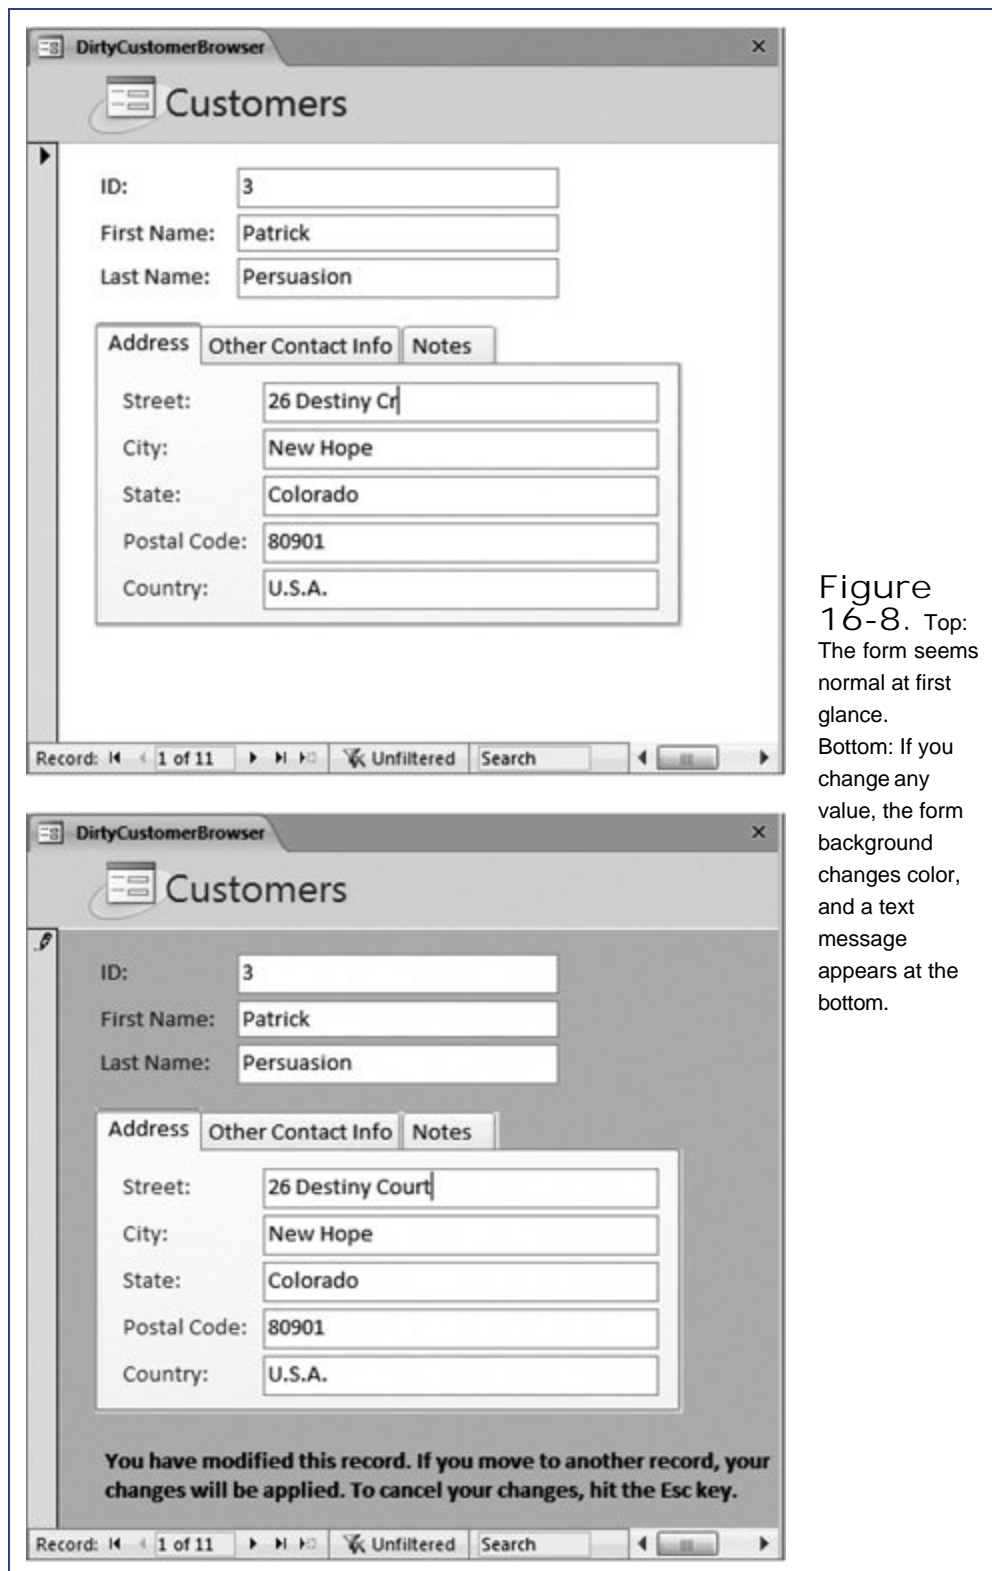 DirtyCustomerBrowser
Customers
ID: 3
First Name: Patrick
Last Name: Persuasion
Address Other Contact Info Notes
Street: 26 Destiny Cr
City: New Hope
State: Colorado
Postal Code: 80901
Country: U.S.A.
Record: 1 of 11 Unfiltered Search
DirtyCustomerBrowser
Customers
ID: 3
First Name: Patrick
Last Name: Persuasion
Address Other Contact Info Notes
Street: 26 Destiny Court
City: New Hope
State: Colorado
Postal Code: 80901
Country: U.S.A.
You have modified this record. If you move to another record, your
changes will be applied. To cancel your changes, hit the Esc key.
Record: 1 of 11 Unfiltered Search
Figure
16-8. Top:
The form seems
normal at first
glance.
Bottom: If you
change any
value, the form
background
changes color,
and a text
message
appears at the
bottom.